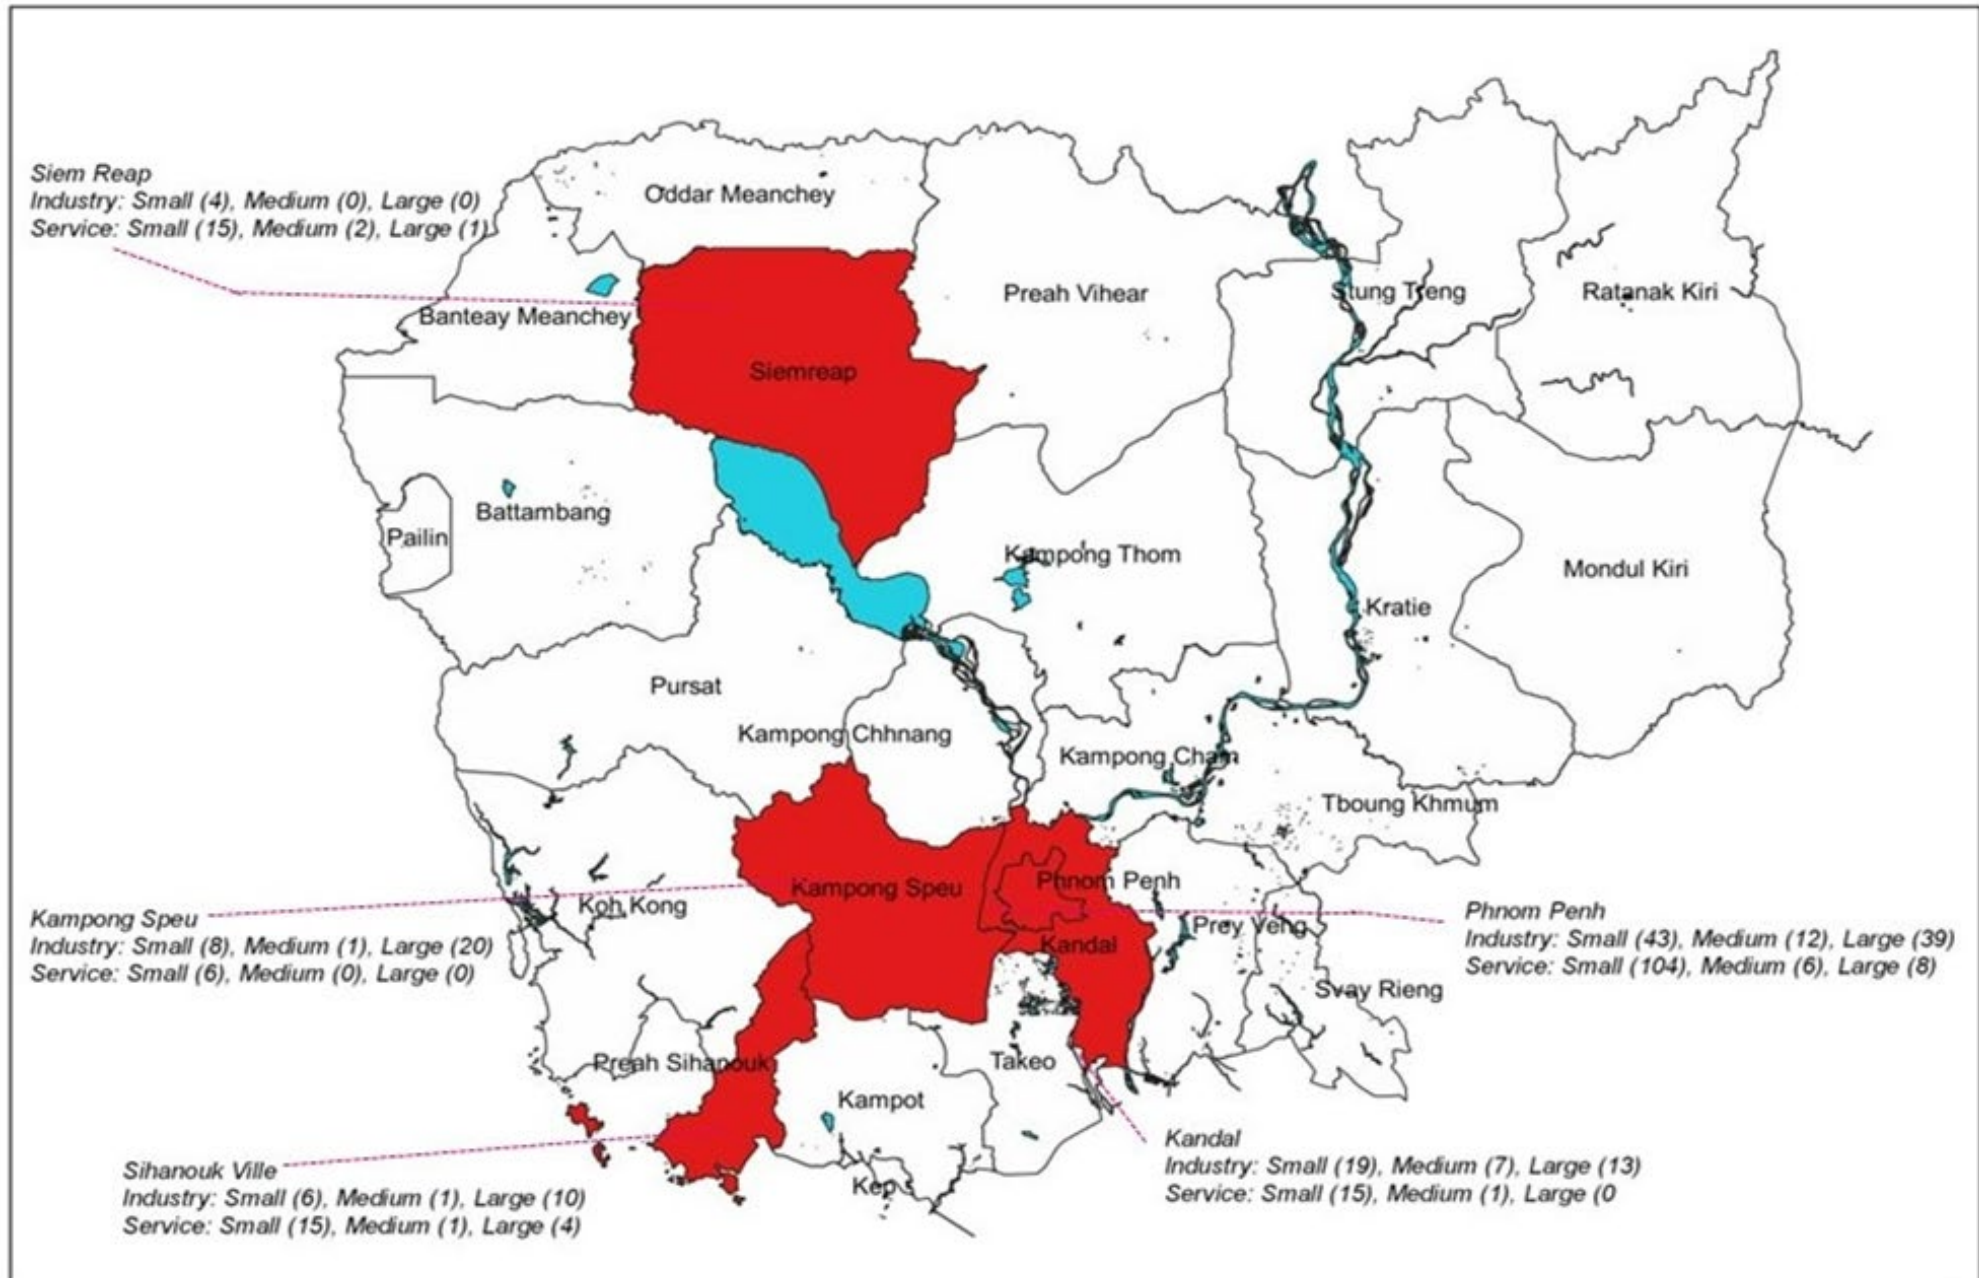 Siem Reap
Industry: Small (4), Medium (0), Large (0)
Service: Small (15), Medium (2), Large (1)
Oddar Meanchey
Preah Vihear
Stung Treng
Ratanak Kiri
Banteay Meanchey
Siemreap
Battambang
Pailin
Kampong Thom
Mondul Kiri
Kratie
Pursat
Kampong Chhnang
Kampong Cham
Tboung Khmum
Kampong Speu
Phnom Penh
Koh Kong
Prey Veng
Kandal
Svay Rieng
Kampong Speu
Industry: Small (8), Medium (1), Large (20)
Service: Small (6), Medium (0), Large (0)
Phnom Penh
Industry: Small (43), Medium (12), Large (39)
Service: Small (104), Medium (6), Large (8)
Preah Sihanouk
Takeo
Kampot
Kep
Sihanouk Ville
Industry: Small (6), Medium (1), Large (10)
Service: Small (15), Medium (1), Large (4)
Kandal
Industry: Small (19), Medium (7), Large (13)
Service: Small (15), Medium (1), Large (0